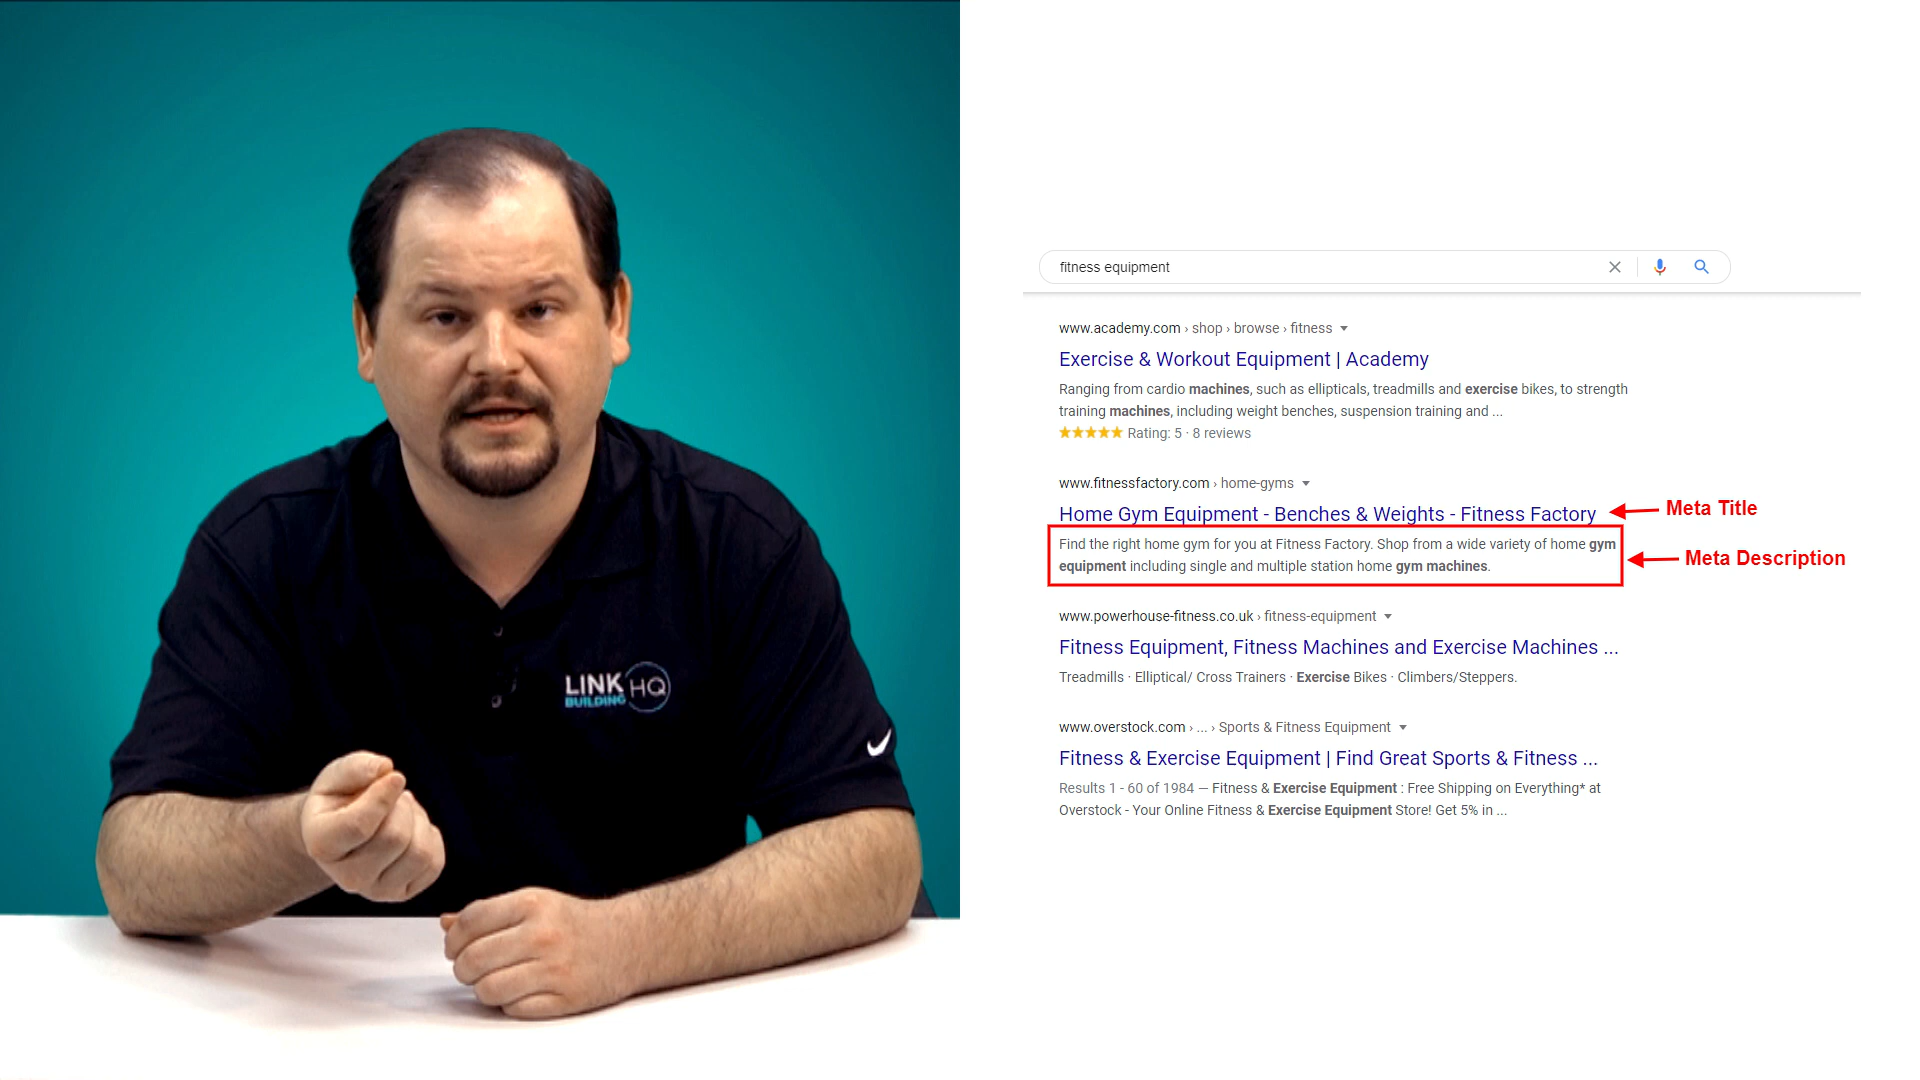 LINK HQ
BUILDING
fitness equipment
www.academy.com › shop › browse › fitness
Exercise & Workout Equipment | Academy
Ranging from cardio machines, such as ellipticals, treadmills and exercise bikes, to strength
training machines, including weight benches, suspension training and ...
Rating: 5 · 8 reviews
www.fitnessfactory.com › home-gyms
Home Gym Equipment - Benches & Weights - Fitness Factory
Meta Title
Find the right home gym for you at Fitness Factory. Shop from a wide variety of home gym
equipment including single and multiple station home gym machines.
Meta Description
www.powerhouse-fitness.co.uk › fitness-equipment
Fitness Equipment, Fitness Machines and Exercise Machines ...
Treadmills · Elliptical/ Cross Trainers · Exercise Bikes · Climbers/Steppers.
www.overstock.com › ... › Sports & Fitness Equipment
Fitness & Exercise Equipment | Find Great Sports & Fitness ...
Results 1 - 60 of 1984 — Fitness & Exercise Equipment : Free Shipping on Everything* at
Overstock - Your Online Fitness & Exercise Equipment Store! Get 5% in ...